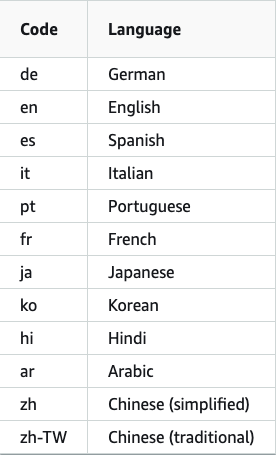 Code Language
de German
en English
es Spanish
it Italian
pt Portuguese
fr French
ja Japanese
ko Korean
hi Hindi
ar Arabic
zh Chinese (simplified)
zh-TW Chinese (traditional)